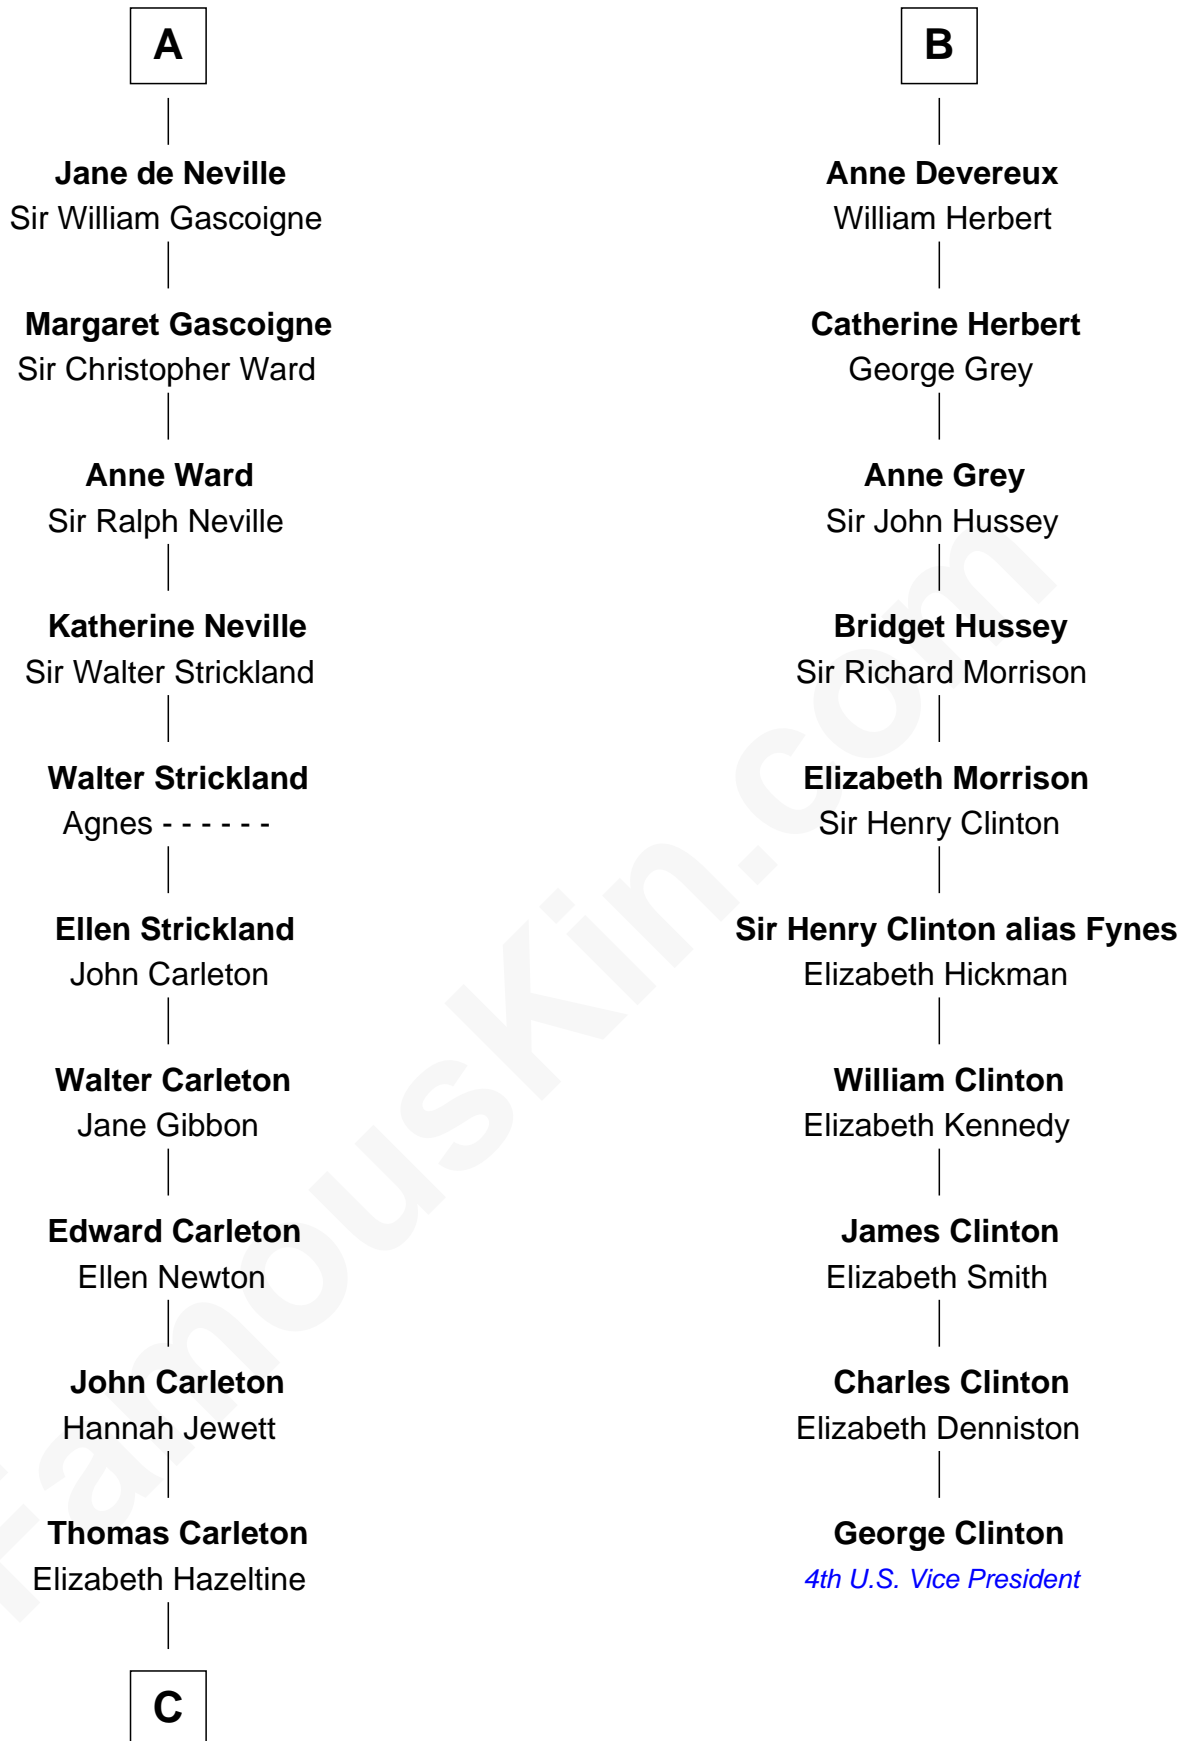 A
Jane de Neville
Sir William Gascoigne
Margaret Gascoigne
Sir Christopher Ward
Anne Ward
Sir Ralph Neville
Katherine Neville
Sir Walter Strickland
Walter Strickland
Agnes - - - - - -
Ellen Strickland
John Carleton
Walter Carleton
Jane Gibbon
Edward Carleton
Ellen Newton
John Carleton
Hannah Jewett
Thomas Carleton
Elizabeth Hazeltine
C
B
Anne Devereux
William Herbert
Catherine Herbert
George Grey
Anne Grey
Sir John Hussey
Bridget Hussey
Sir Richard Morrison
Elizabeth Morrison
Sir Henry Clinton
Sir Henry Clinton alias Fynes
Elizabeth Hickman
William Clinton
Elizabeth Kennedy
James Clinton
Elizabeth Smith
Charles Clinton
Elizabeth Denniston
George Clinton
4th U.S. Vice President
FamousKin.com